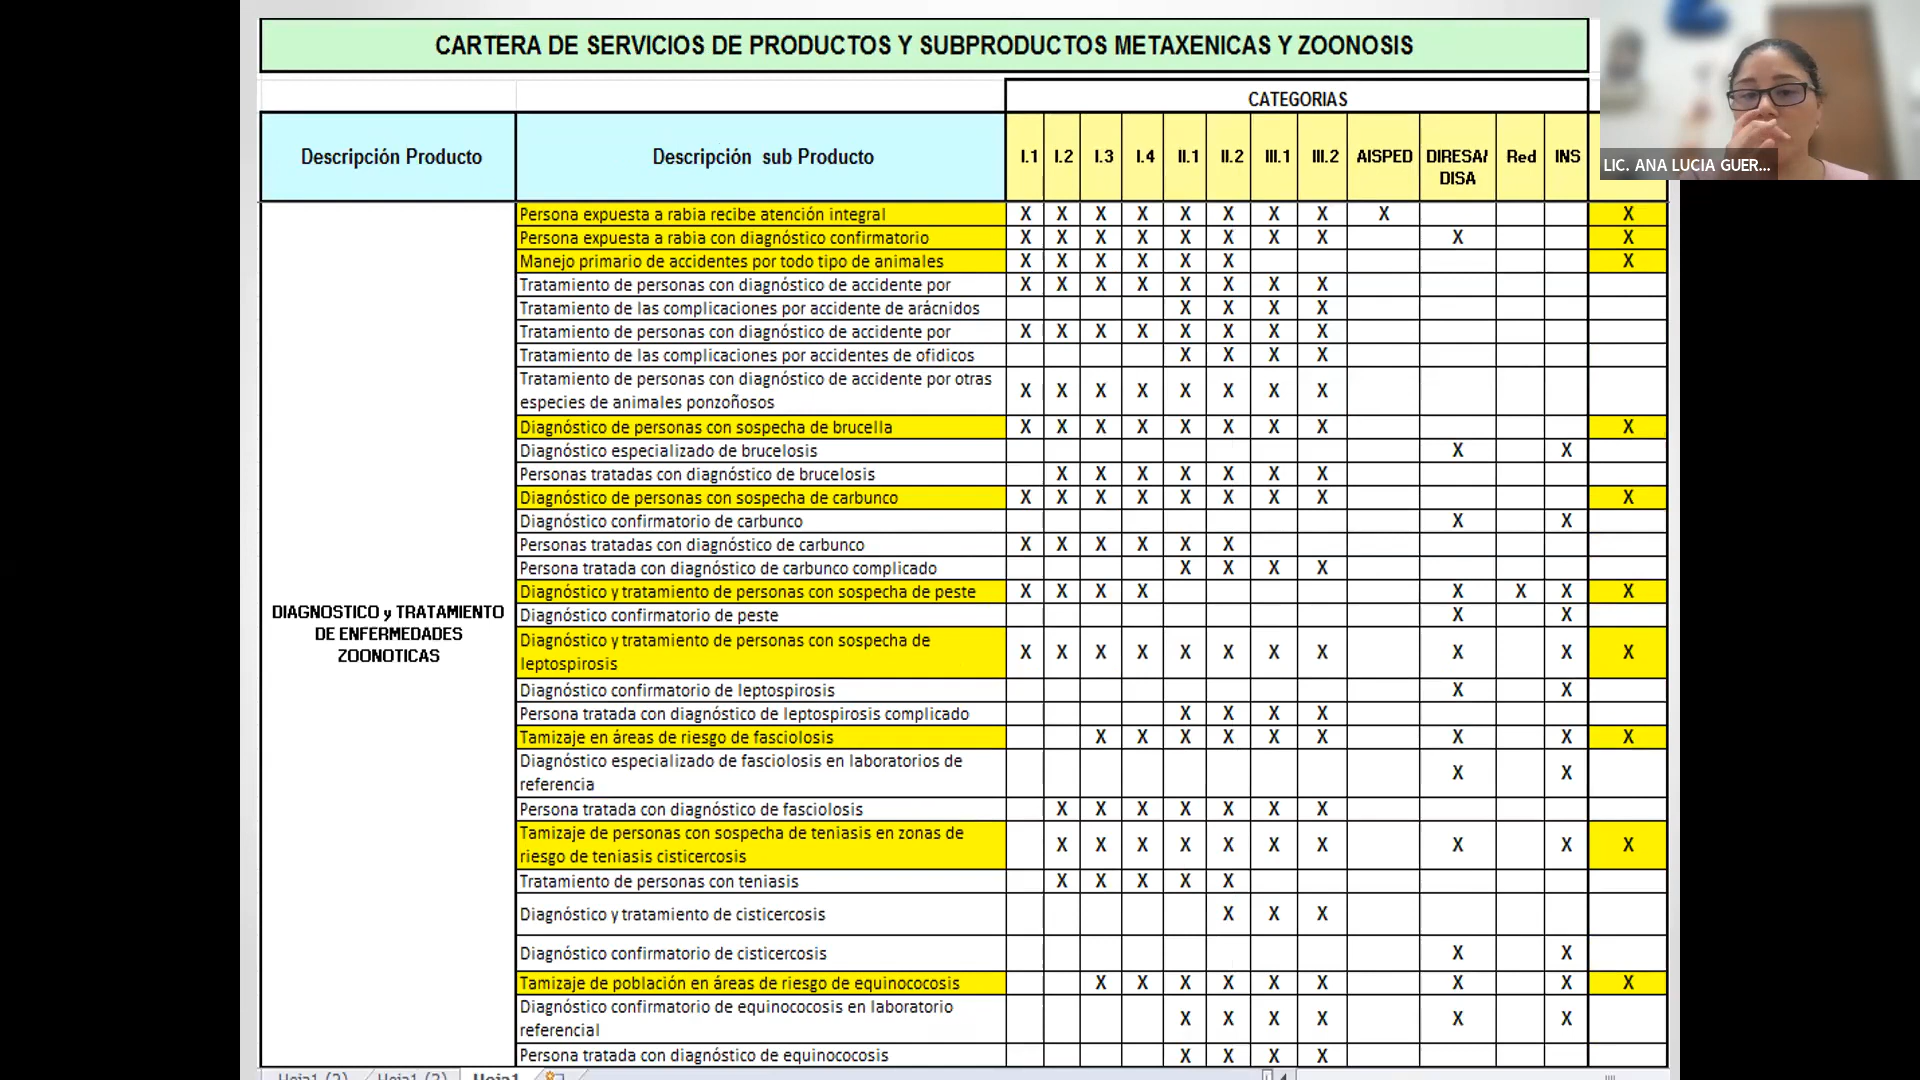 CARTERA DE SERVICIOS DE PRODUCTOS Y SUBPRODUCTOS METAXENICAS Y ZOONOSIS
CATEGORIAS
Descripción Producto Descripción sub Producto I.1 I.2 I.3 I.4 II.1 II.2 III.1 III.2 AISPED DIRESA/ DISA Red INS
LIC. ANA LUCIA GUER...
DIAGNOSTICO y TRATAMIENTO
DE ENFERMEDADES
ZOONOTICAS
Persona expuesta a rabia recibe atención integral X X X X X X X X X X
Persona expuesta a rabia con diagnóstico confirmatorio X X X X X X X X X X
Manejo primario de accidentes por todo tipo de animales X X X X X X X
Tratamiento de personas con diagnóstico de accidente por X X X X X X X X
Tratamiento de las complicaciones por accidente de arácnidos X X X X
Tratamiento de personas con diagnóstico de accidente por X X X X X X X X
Tratamiento de las complicaciones por accidentes de ofidicos X X X X
Tratamiento de personas con diagnóstico de accidente por otras
especies de animales ponzoñosos X X X X X X X X
Diagnóstico de personas con sospecha de brucella X X X X X X X X X
Diagnóstico especializado de brucelosis X X
Personas tratadas con diagnóstico de brucelosis X X X X X X X
Diagnóstico de personas con sospecha de carbunco X X X X X X X X X
Diagnóstico confirmatorio de carbunco X X
Personas tratadas con diagnóstico de carbunco X X X X X X
Persona tratada con diagnóstico de carbunco complicado X X X X
Diagnóstico y tratamiento de personas con sospecha de peste X X X X X X X X
Diagnóstico confirmatorio de peste X X
Diagnóstico y tratamiento de personas con sospecha de
leptospirosis X X X X X X X X X X X
Diagnóstico confirmatorio de leptospirosis X X
Persona tratada con diagnóstico de leptospirosis complicado X X X X
Tamizaje en áreas de riesgo de fasciolosis X X X X X X X X X
Diagnóstico especializado de fasciolosis en laboratorios de
referencia X X
Persona tratada con diagnóstico de fasciolosis X X X X X X X
Tamizaje de personas con sospecha de teniasis en zonas de
riesgo de teniasis cisticercosis X X X X X X X X X X
Tratamiento de personas con teniasis X X X X X
Diagnóstico y tratamiento de cisticercosis X X X
Diagnóstico confirmatorio de cisticercosis X X
Tamizaje de población en áreas de riesgo de equinococosis X X X X X X X X X
Diagnóstico confirmatorio de equinococosis en laboratorio
referencial X X X X X X
Persona tratada con diagnóstico de equinococosis X X X X
Hoja1 (2) Hoja1 (2) Hoja1